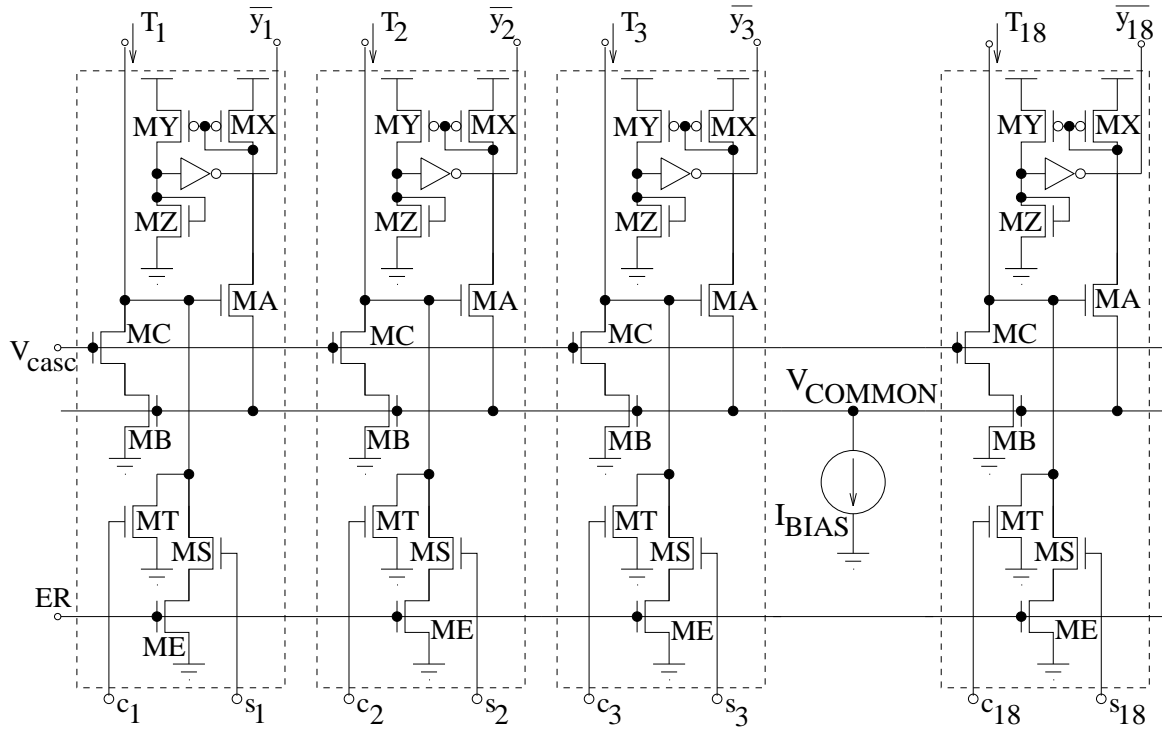 T1 y1 T2 y2 T3 y3 T18 y18
MY MX MY MX MY MX MY MX
MZ MZ MZ MZ
MA MA MA MA
MC MC MC MC
Vcasc
VCOMMON
MB MB MB MB
IBIAS
MT MT MT MT
MS MS MS MS
ER
ME ME ME ME
c1 s1 c2 s2 c3 s3 c18 s18